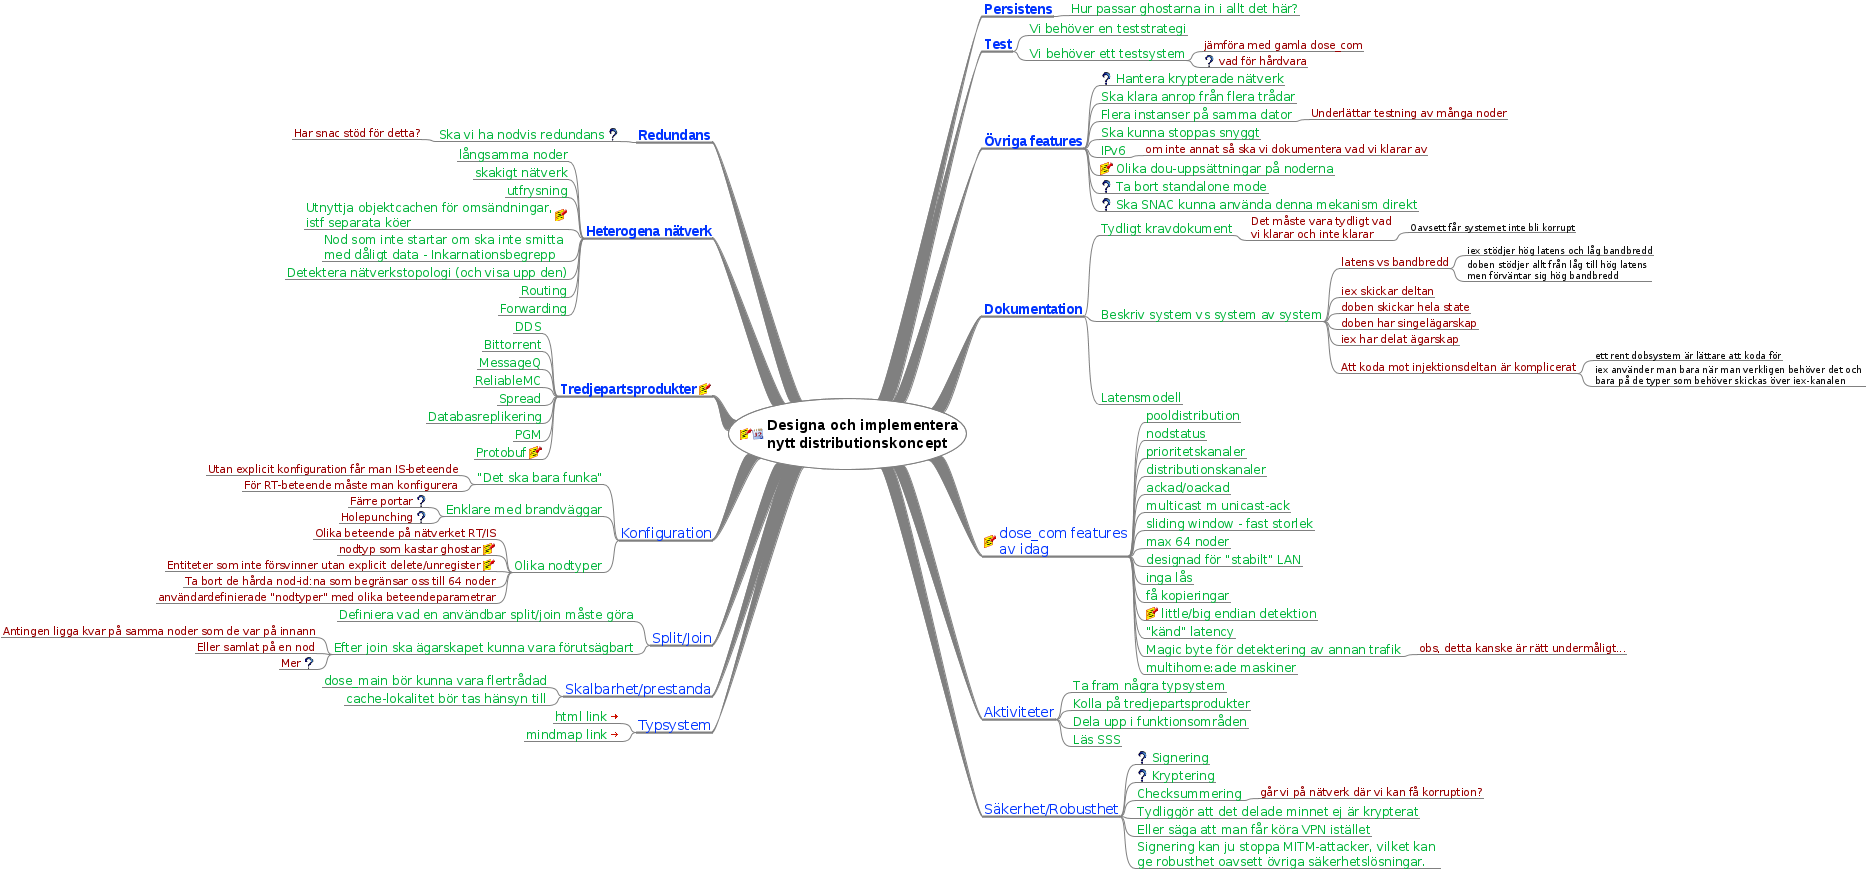 Designa och implementera
nytt distributionskoncept
Persistens
Hur passar ghostarna in i allt det här?
Test
Vi behöver en teststrategi
Vi behöver ett testsystem
jämföra med gamla dose_com
vad för hårdvara
Övriga features
Hantera krypterade nätverk
Ska klara anrop från flera trådar
Flera instanser på samma dator
Underlättar testning av många noder
Ska kunna stoppas snyggt
IPv6
om inte annat så ska vi dokumentera vad vi klarar av
Olika dou-uppsättningar på noderna
Ta bort standalone mode
Ska SNAC kunna använda denna mekanism direkt
Dokumentation
Tydligt kravdokument
Det måste vara tydligt vad
vi klarar och inte klarar
Oavsett får systemet inte bli korrupt
Beskriv system vs system av system
latens vs bandbredd
iex stödjer hög latens och låg bandbredd
doben stödjer allt från låg till hög latens
men förväntar sig hög bandbredd
iex skickar deltan
doben skickar hela state
doben har singelägarskap
iex har delat ägarskap
Att koda mot injektionsdeltan är komplicerat
ett rent dobsystem är lättare att koda för
iex använder man bara när man verkligen behöver det och
bara på de typer som behöver skickas över iex-kanalen
Latensmodell
dose_com features
av idag
pooldistribution
nodstatus
prioritetskanaler
distributionskanaler
ackad/oackad
multicast m unicast-ack
sliding window - fast storlek
max 64 noder
designad för "stabilt" LAN
inga lås
få kopieringar
little/big endian detektion
"känd" latency
Magic byte för detektering av annan trafik
obs, detta kanske är rätt undermåligt...
multihome:ade maskiner
Aktiviteter
Ta fram några typsystem
Kolla på tredjepartsprodukter
Dela upp i funktionsområden
Läs SSS
Säkerhet/Robusthet
Signering
Kryptering
Checksummering
går vi på nätverk där vi kan få korruption?
Tydliggör att det delade minnet ej är krypterat
Eller säga att man får köra VPN istället
Signering kan ju stoppa MITM-attacker, vilket kan
ge robusthet oavsett övriga säkerhetslösningar.
Redundans
Ska vi ha nodvis redundans
Har snac stöd för detta?
Heterogena nätverk
långsamma noder
skakigt nätverk
utfrysning
Utnyttja objektcachen för omsändningar,
istf separata köer
Nod som inte startar om ska inte smitta
med dåligt data - Inkarnationsbegrepp
Detektera nätverkstopologi (och visa upp den)
Routing
Forwarding
Tredjepartsprodukter
DDS
Bittorrent
MessageQ
ReliableMC
Spread
Databasreplikering
PGM
Protobuf
Konfiguration
"Det ska bara funka"
Utan explicit konfiguration får man IS-beteende
För RT-beteende måste man konfigurera
Enklare med brandväggar
Färre portar
Holepunching
Olika nodtyper
Olika beteende på nätverket RT/IS
nodtyp som kastar ghostar
Entiteter som inte försvinner utan explicit delete/unregister
Ta bort de hårda nod-id:na som begränsar oss till 64 noder
användardefinierade "nodtyper" med olika beteendeparametrar
Split/Join
Definiera vad en användbar split/join måste göra
Efter join ska ägarskapet kunna vara förutsägbart
Antingen ligga kvar på samma noder som de var på innann
Eller samlat på en nod
Mer
Skalbarhet/prestanda
dose_main bör kunna vara flertrådad
cache-lokalitet bör tas hänsyn till
Typsystem
html link
mindmap link